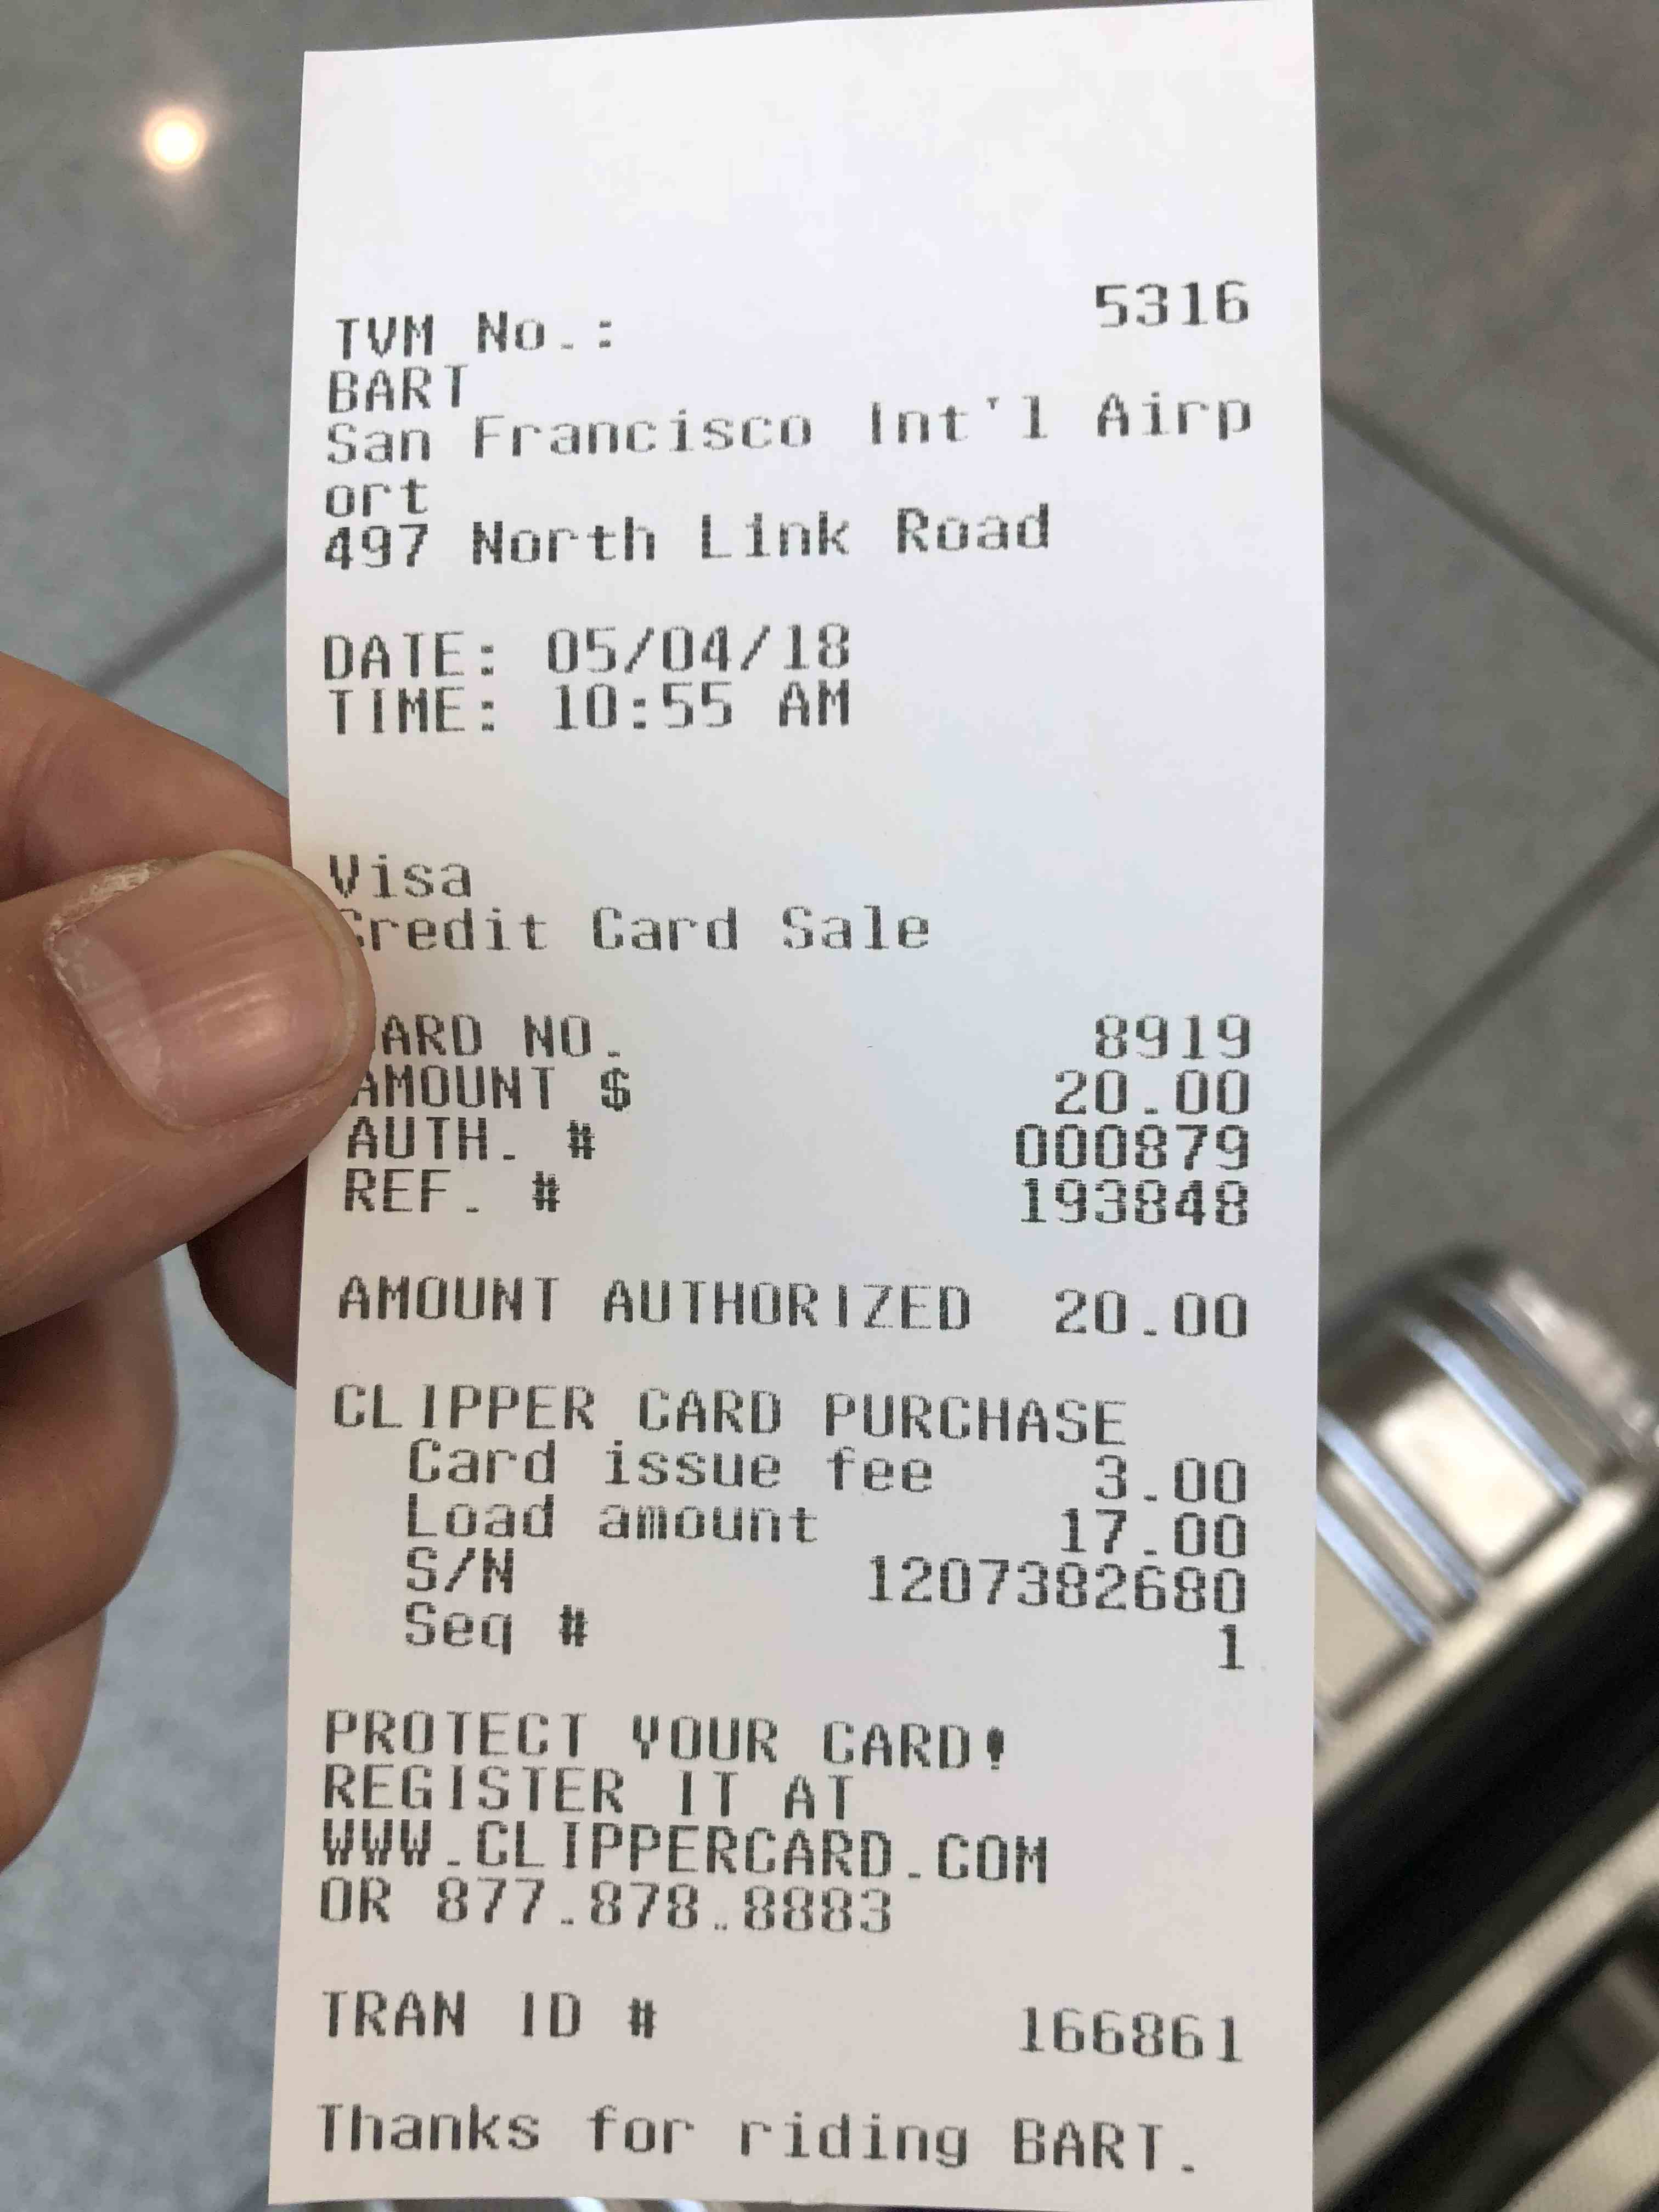 TVM No.: 5316
BART
San Francisco Int'l Airp
ort
497 North Link Road
DATE: 05/04/18
TIME: 10:55 AM
Visa
Credit Card Sale
CARD NO. 8919
AMOUNT $ 20.00
AUTH. # 000879
REF. # 193848
AMOUNT AUTHORIZED 20.00
CLIPPER CARD PURCHASE
Card issue fee 3.00
Load amount 17.00
S/N 1207382680
Seq # 1
PROTECT YOUR CARD!
REGISTER IT AT
WWW.CLIPPERCARD.COM
OR 877.878.8883
TRAN ID # 166861
Thanks for riding BART.